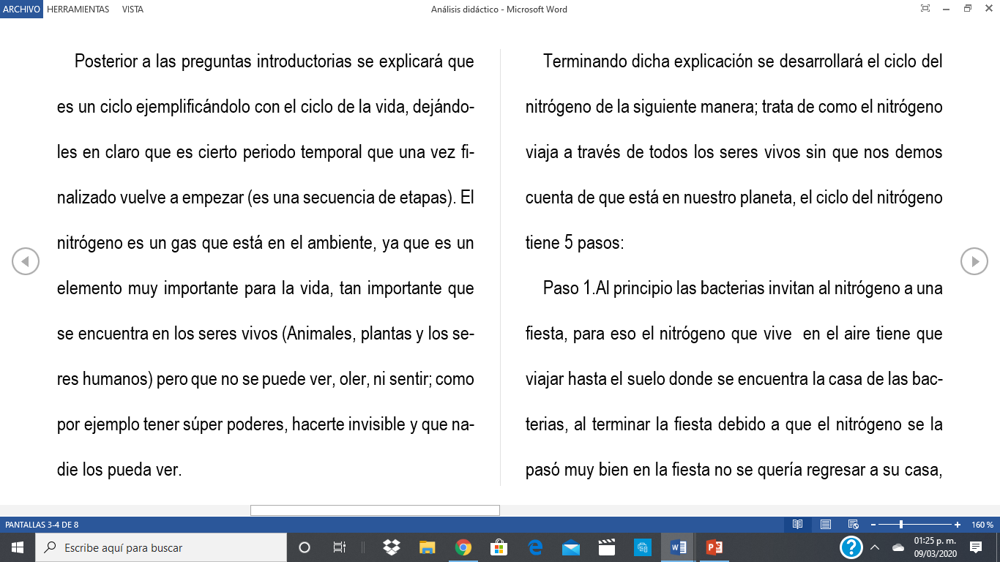 ARCHIVO HERRAMIENTAS VISTA
Análisis didáctico - Microsoft Word
Posterior a las preguntas introductorias se explicará que
es un ciclo ejemplificándolo con el ciclo de la vida, dejándo-
les en claro que es cierto periodo temporal que una vez fi-
nalizado vuelve a empezar (es una secuencia de etapas). El
nitrógeno es un gas que está en el ambiente, ya que es un
elemento muy importante para la vida, tan importante que
se encuentra en los seres vivos (Animales, plantas y los se-
res humanos) pero que no se puede ver, oler, ni sentir; como
por ejemplo tener súper poderes, hacerte invisible y que na-
die los pueda ver.
Terminando dicha explicación se desarrollará el ciclo del
nitrógeno de la siguiente manera; trata de como el nitrógeno
viaja a través de todos los seres vivos sin que nos demos
cuenta de que está en nuestro planeta, el ciclo del nitrógeno
tiene 5 pasos:
Paso 1.Al principio las bacterias invitan al nitrógeno a una
fiesta, para eso el nitrógeno que vive  en el aire tiene que
viajar hasta el suelo donde se encuentra la casa de las bac-
terias, al terminar la fiesta debido a que el nitrógeno se la
pasó muy bien en la fiesta no se quería regresar a su casa,
PANTALLAS 3-4 DE 8
160 %
Escribe aquí para buscar
01:25 p. m.
09/03/2020